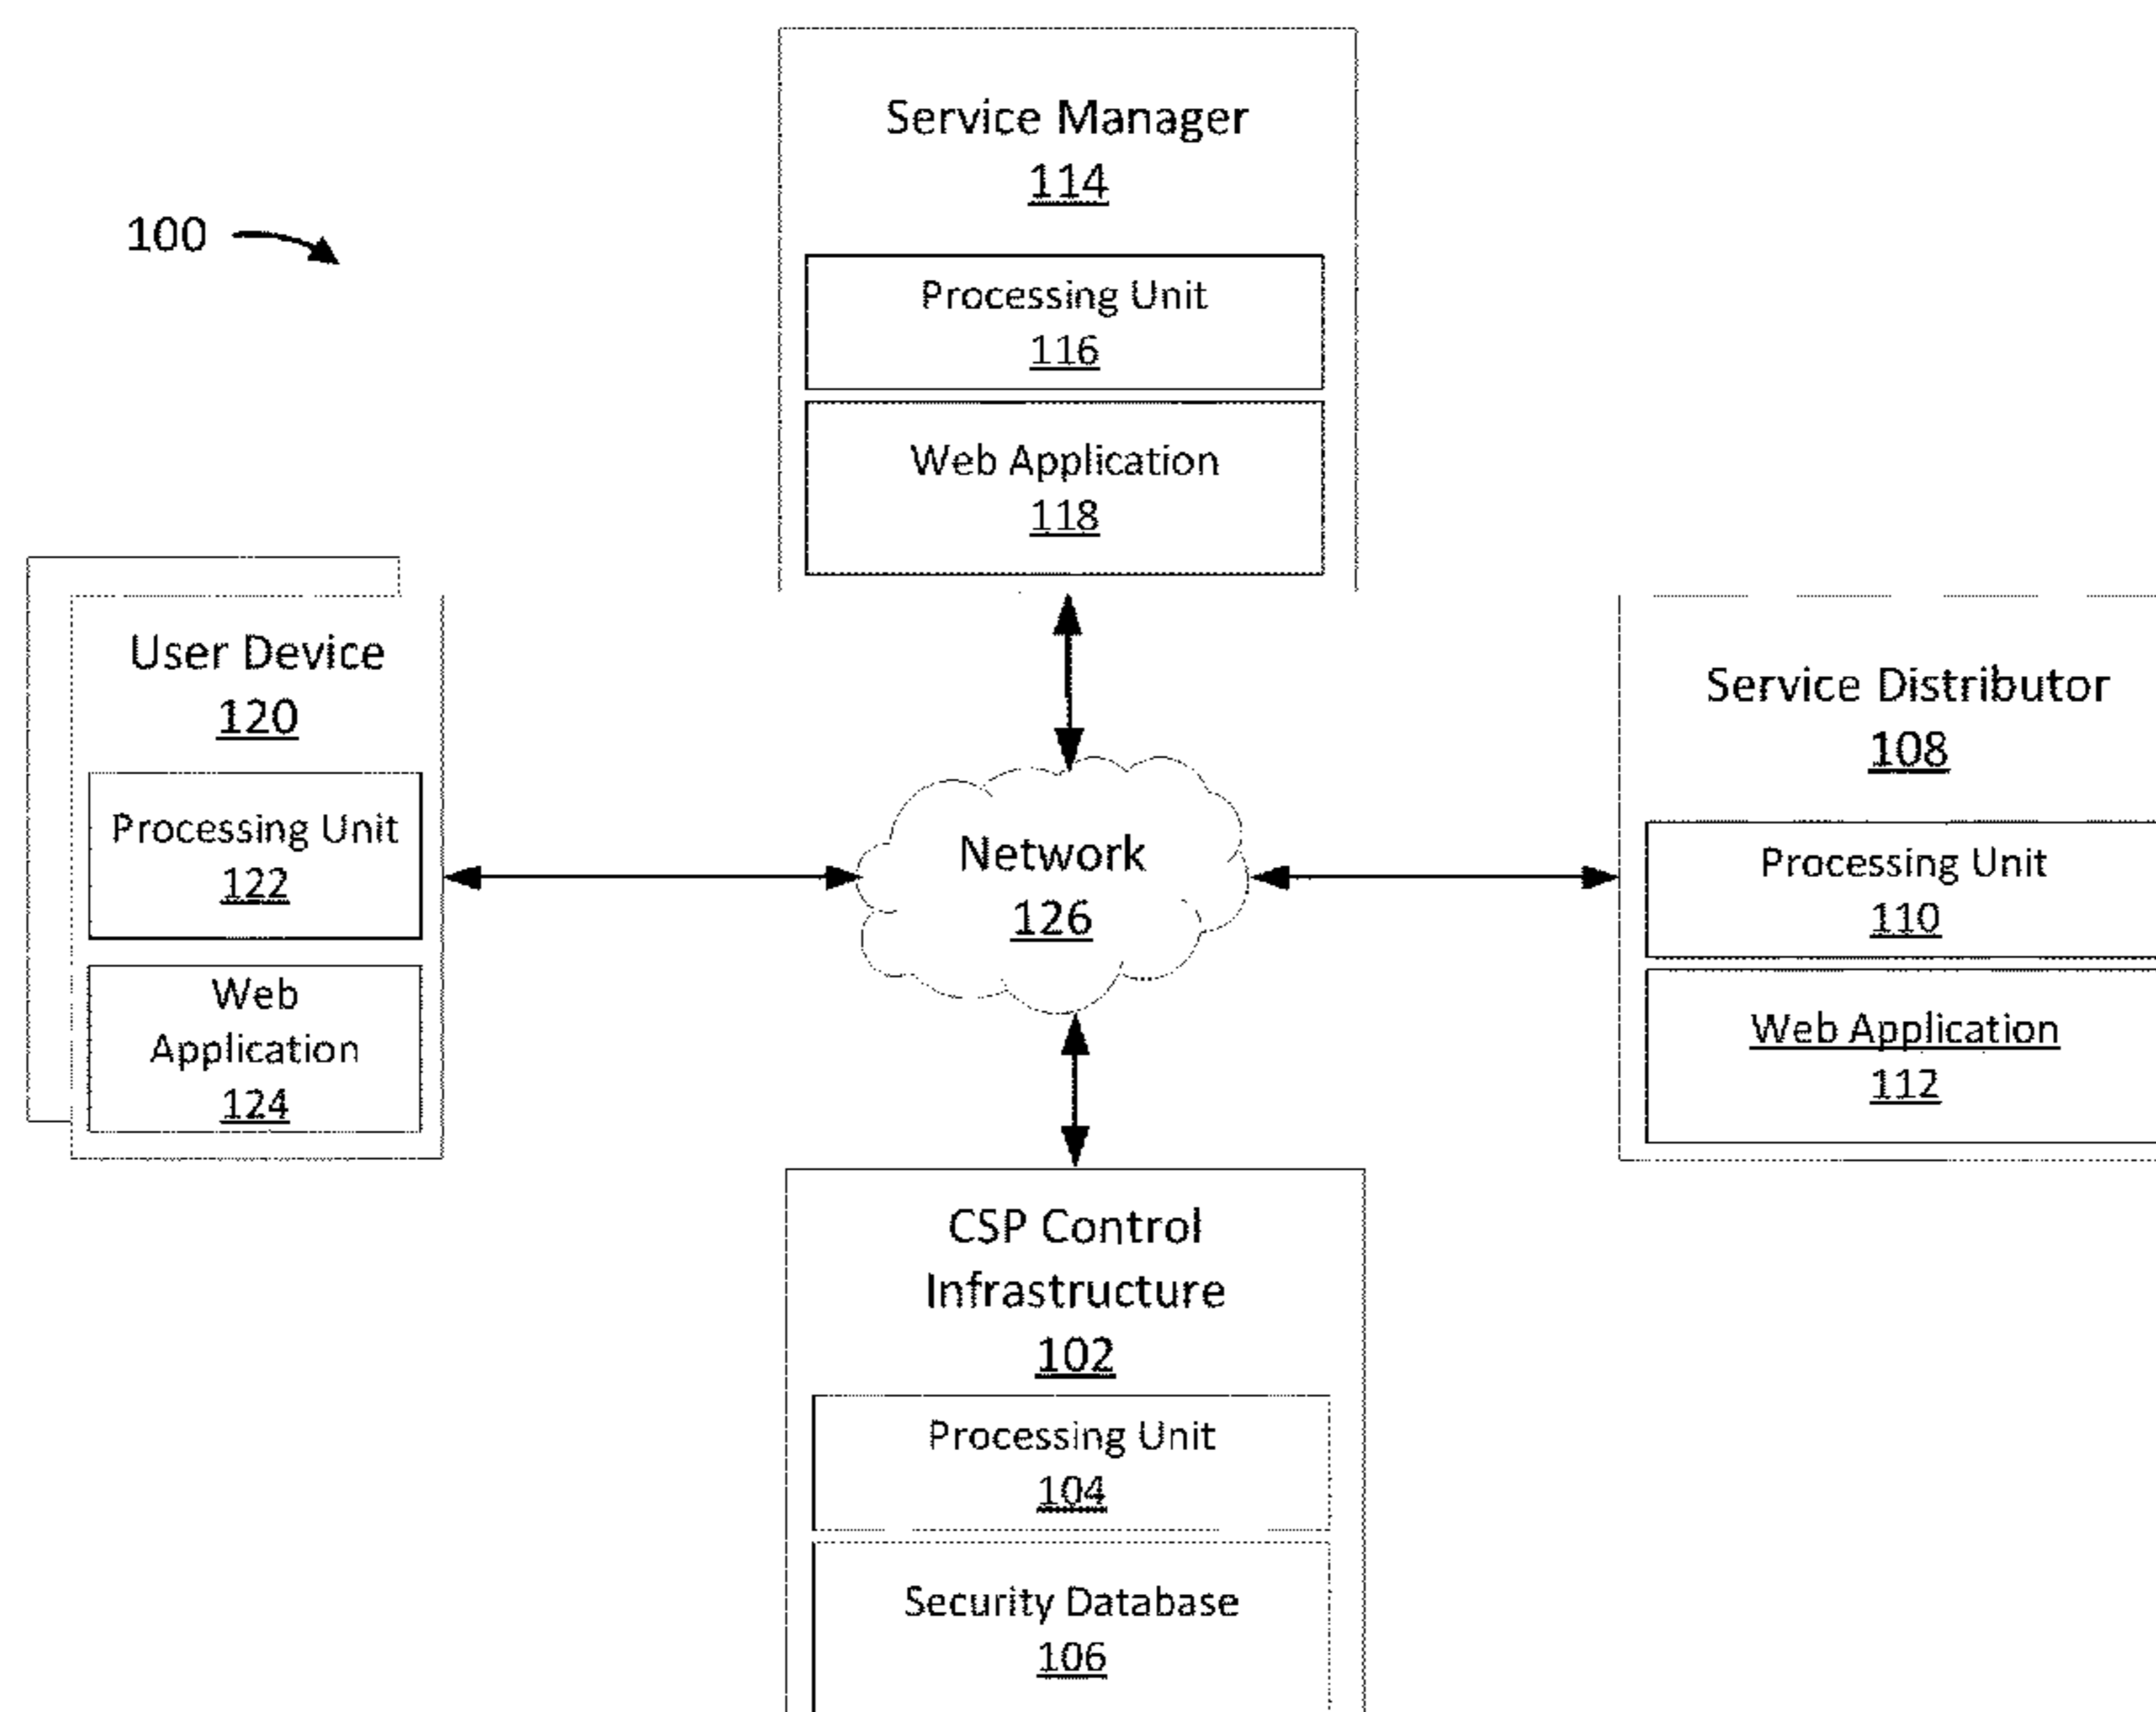 Service Manager
114
100
Processing Unit
116
Web Application
118
User Device
120
Processing Unit
122
Web
Application
124
Network
126
Service Distributor
108
Processing Unit
110
Web Application
112
CSP Control
Infrastructure
102
Processing Unit
104
Security Database
106